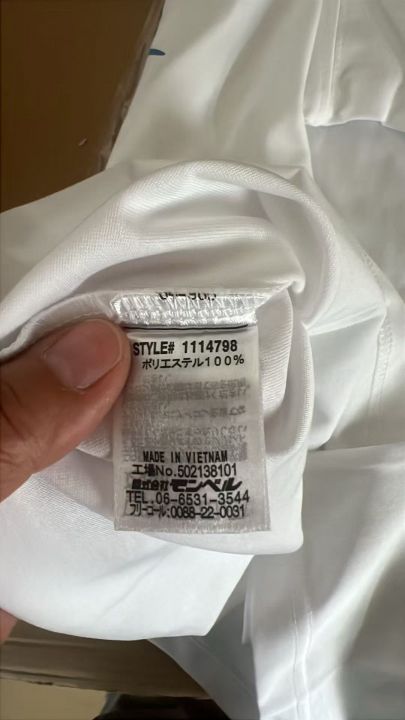 STYLE# 1114798
ポリエステル100%
MADE IN VIETNAM
工場No.502138101
株式会社モンベル
TEL.06-6531-3544
フリーコール:0088-22-0031